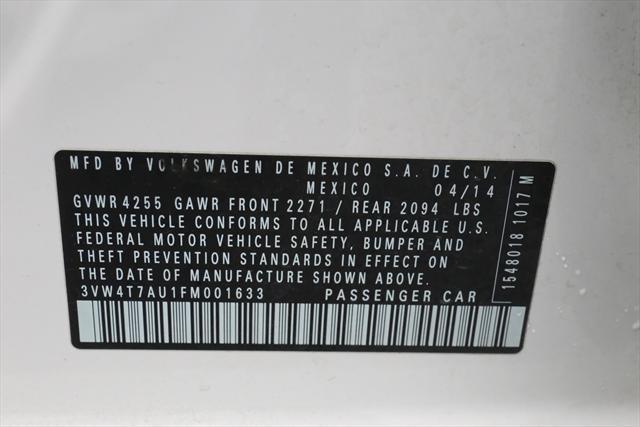 MFD BY VOLKSWAGEN DE MEXICO S.A. DE C.V.
MEXICO 04/14
GVWR 4255 GAWR FRONT 2271 / REAR 2094 LBS
THIS VEHICLE CONFORMS TO ALL APPLICABLE U.S.
FEDERAL MOTOR VEHICLE SAFETY, BUMPER AND
THEFT PREVENTION STANDARDS IN EFFECT ON
THE DATE OF MANUFACTURE SHOWN ABOVE.
3VW4T7AU1FM001633 PASSENGER CAR
1548018 1017 M